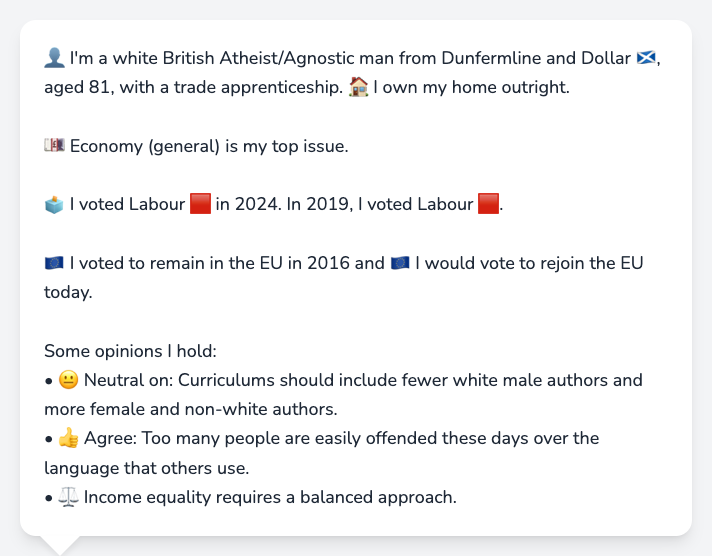 👤 I'm a white British Atheist/Agnostic man from Dunfermline and Dollar 🏴󠁧󠁢󠁳󠁣󠁴󠁿,
aged 81, with a trade apprenticeship. 🏠 I own my home outright.
💷 Economy (general) is my top issue.
🗳️ I voted Labour 🟥 in 2024. In 2019, I voted Labour 🟥.
🇪🇺 I voted to remain in the EU in 2016 and 🇪🇺 I would vote to rejoin the EU
today.
Some opinions I hold:
• 😐 Neutral on: Curriculums should include fewer white male authors and
more female and non-white authors.
• 👍 Agree: Too many people are easily offended these days over the
language that others use.
• ⚖️ Income equality requires a balanced approach.